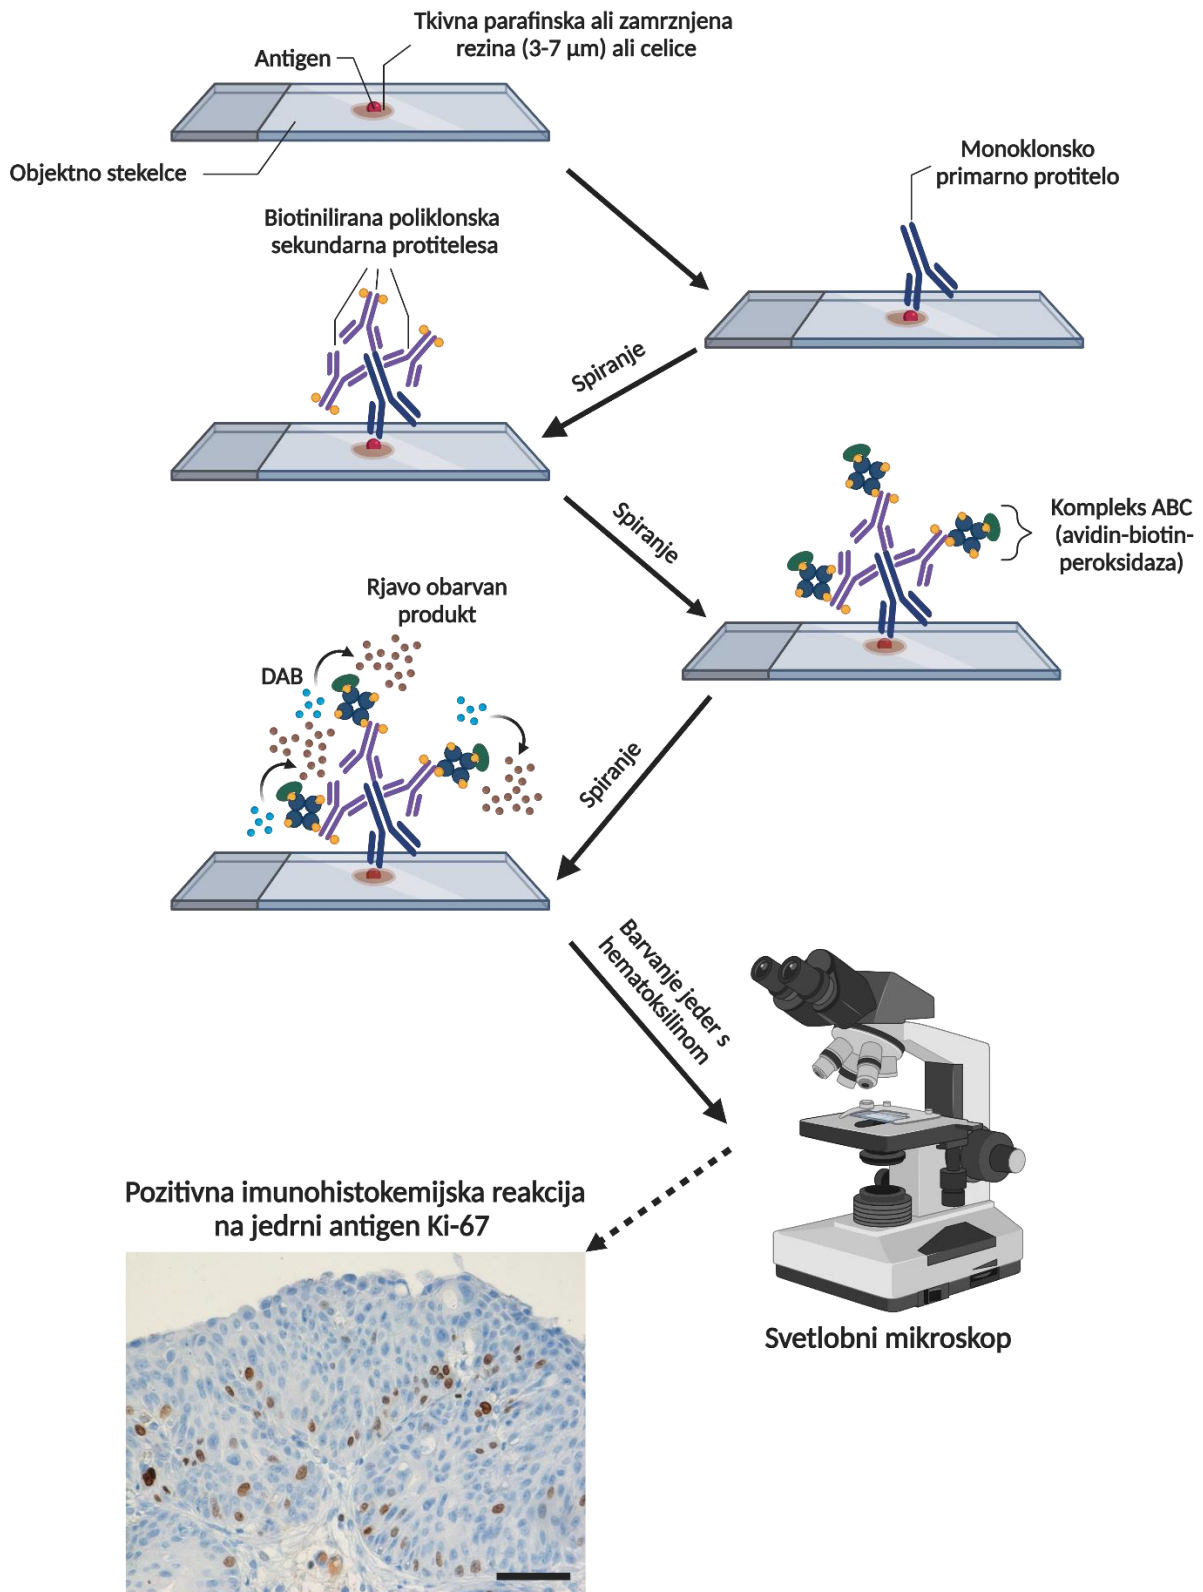 Tkivna parafinska ali zamrznjena
rezina (3-7 µm) ali celice
Antigen
Objektno stekelce
Monoklonsko
primarno protitelo
Biotinilirana poliklonska
sekundarna protitelesa
Spiranje
Spiranje
Kompleks ABC
(avidin-biotin-
peroksidaza)
Rjavo obarvan
produkt
DAB
Spiranje
Barvanje jeder s
hematoksilinom
Pozitivna imunohistokemijska reakcija
na jedrni antigen Ki-67
Svetlobni mikroskop